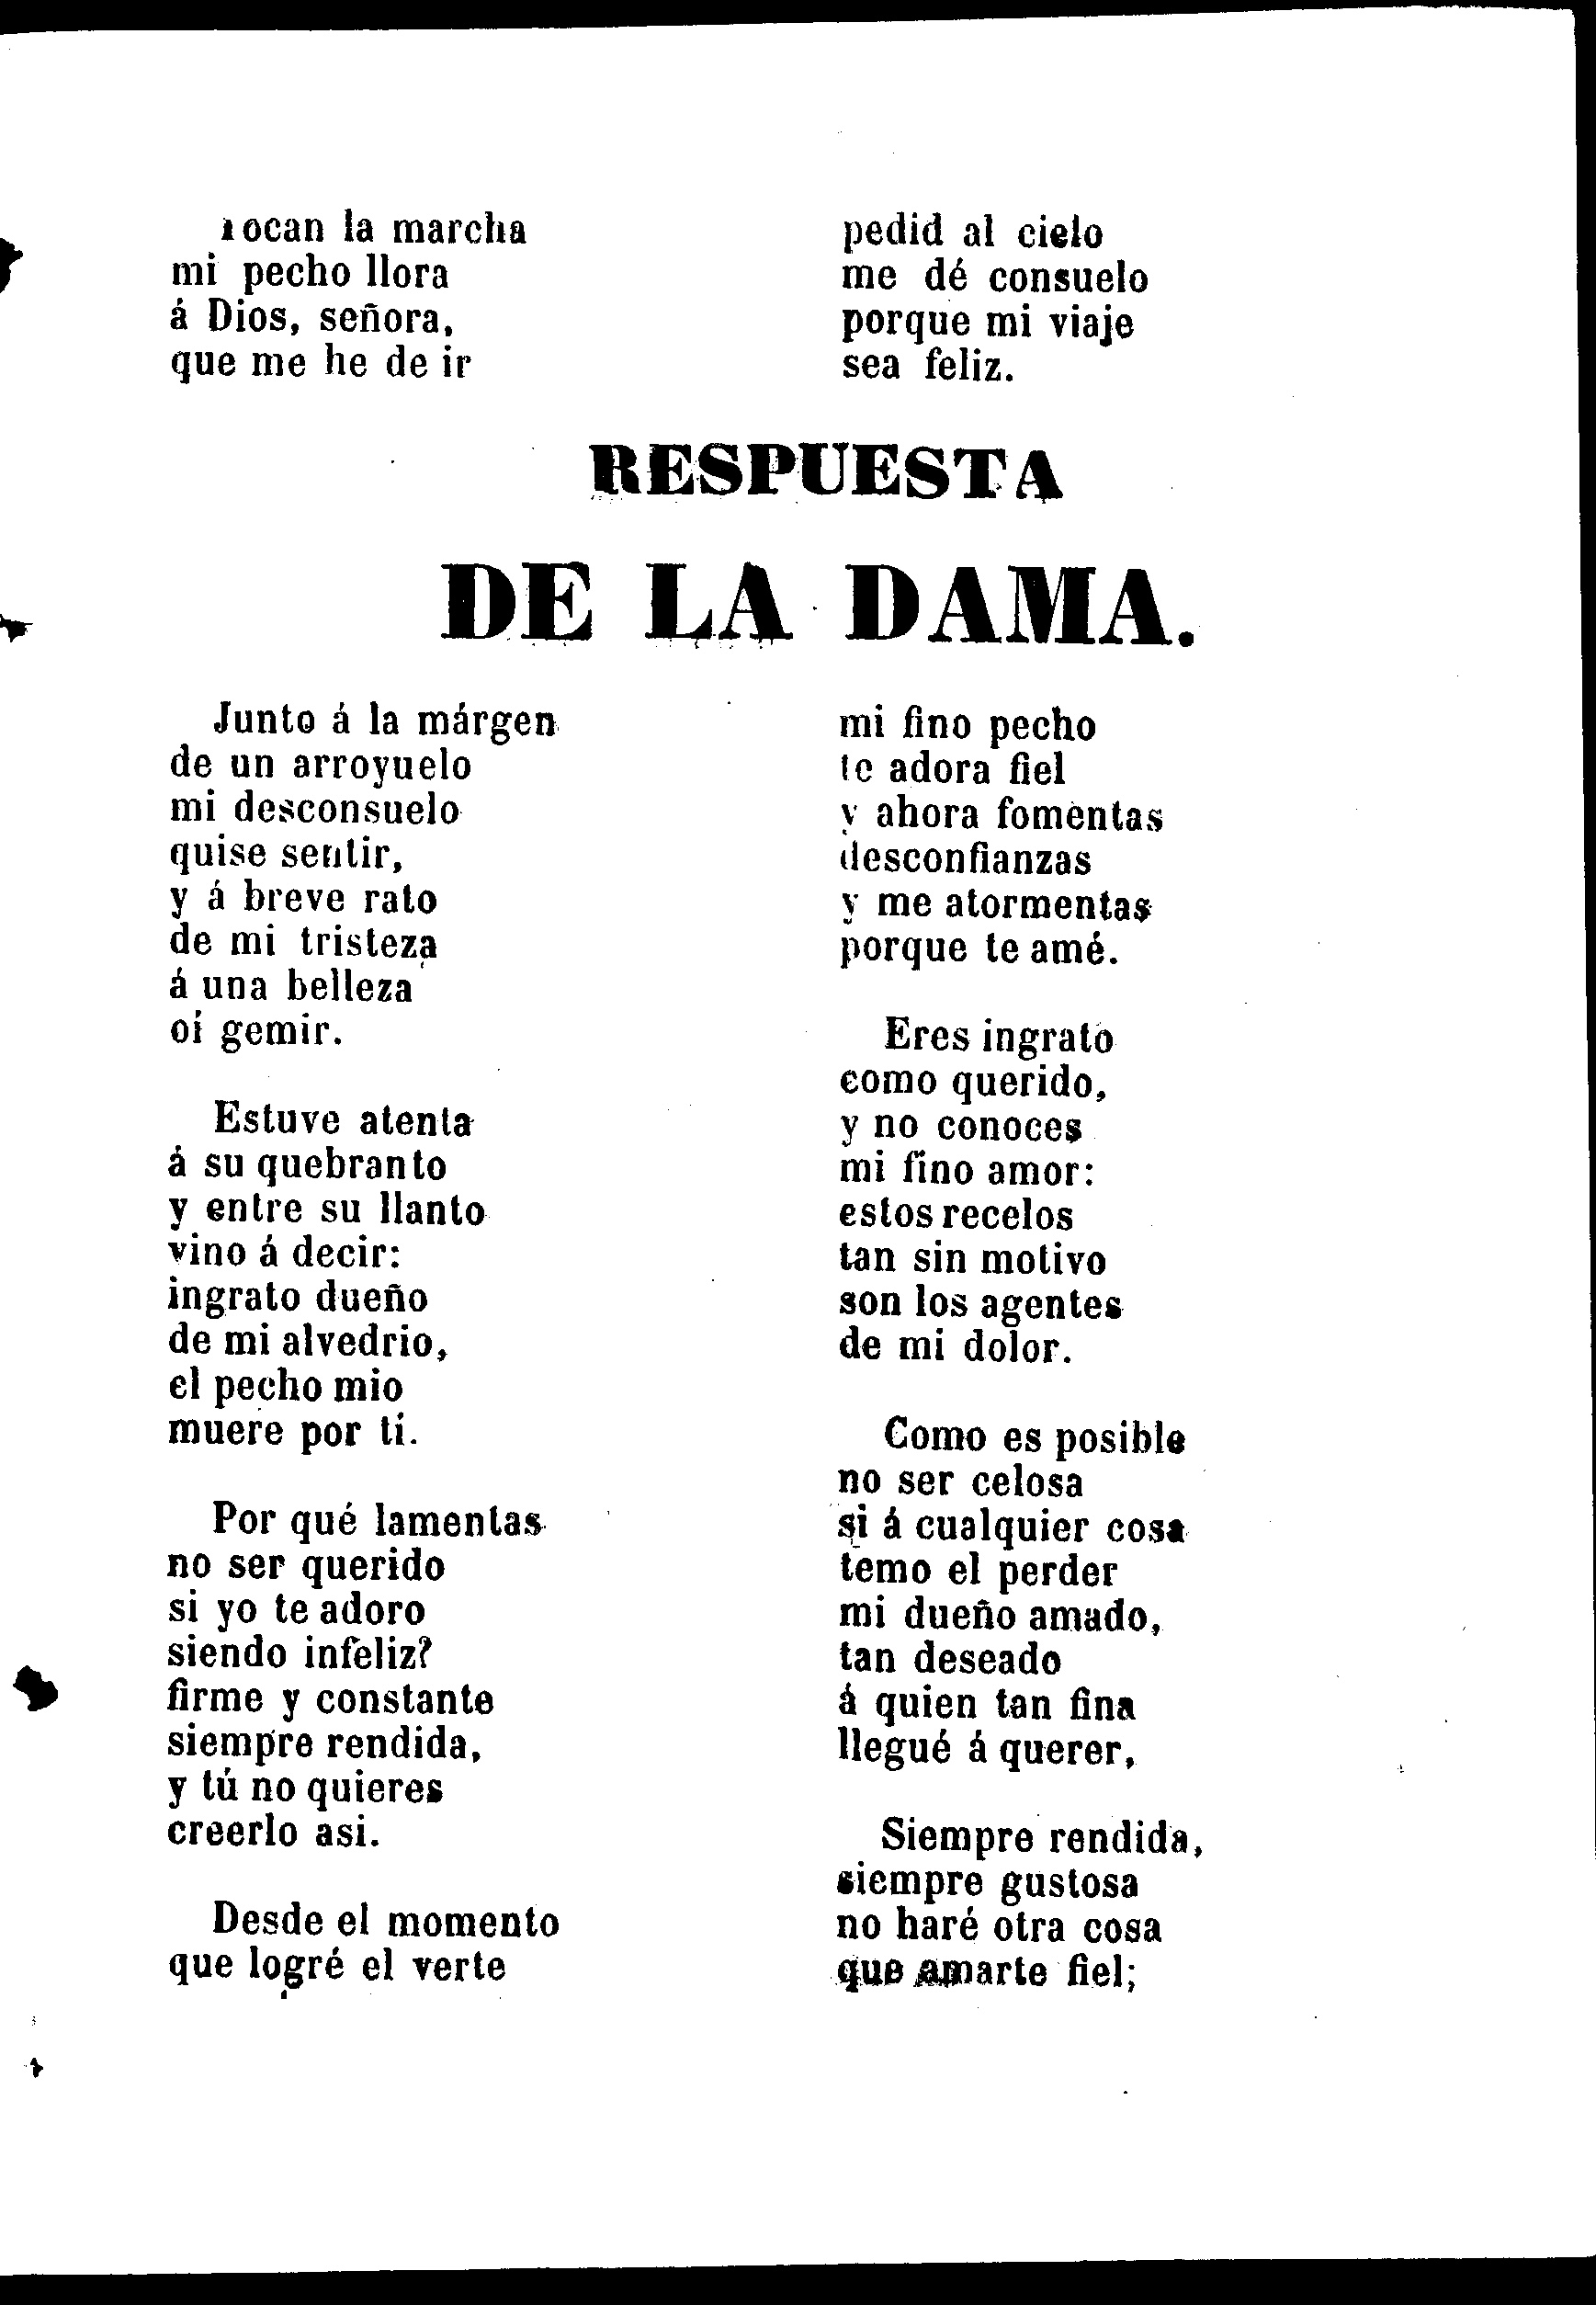 Tocan la marcha
mi pecho llora
á Dios, señora,
que me he de ir
pedid al cielo
me dé consuelo
porque mi viaje
sea feliz.
RESPUESTA
DE LA DAMA.
Junto á la márgen
de un arroyuelo
mi desconsuelo
quise sentir,
y á breve rato
de mi tristeza
á una belleza
oí gemir.
Estuve atenta
á su quebranto
y entre su llanto
vino á decir:
ingrato dueño
de mi alvedrio,
el pecho mio
muere por tí.
Por qué lamentas
no ser querido
si yo te adoro
siendo infeliz?
firme y constante
siempre rendida,
y tú no quieres
creerlo asi.
Desde el momento
que logré el verte
mi fino pecho
te adora fiel
y ahora fomentas
desconfianzas
y me atormentas
porque te amé.
Eres ingrato
como querido,
y no conoces
mi fino amor:
estos recelos
tan sin motivo
son los agentes
de mi dolor.
Como es posible
no ser celosa
si á cualquier cosa
temo el perder
mi dueño amado,
tan deseado
á quien tan fina
llegué á querer,
Siempre rendida,
siempre gustosa
no haré otra cosa
que amarte fiel;